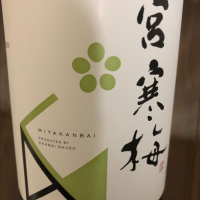 宮寒梅
MIYAKANBAI
PRODUCED BY
KANBAI SHUZO